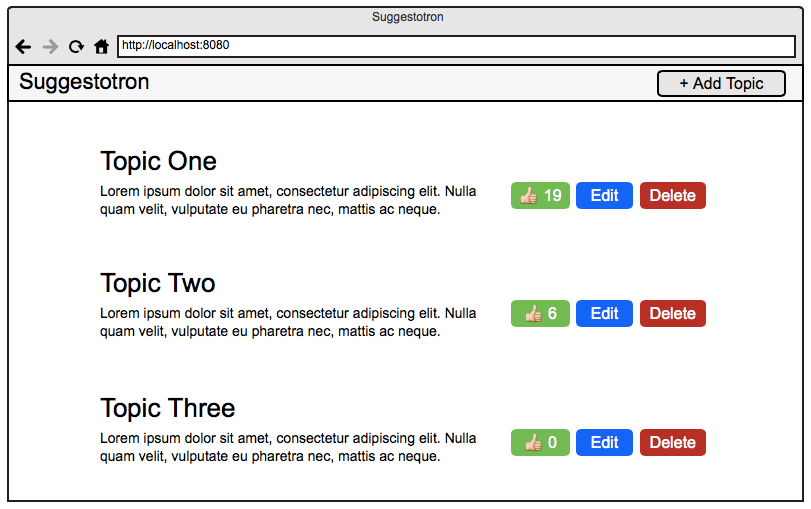 Suggestotron
http://localhost:8080
Suggestotron
+ Add Topic
Topic One
Lorem ipsum dolor sit amet, consectetur adipiscing elit. Nulla
quam velit, vulputate eu pharetra nec, mattis ac neque.
19 Edit Delete
Topic Two
Lorem ipsum dolor sit amet, consectetur adipiscing elit. Nulla
quam velit, vulputate eu pharetra nec, mattis ac neque.
6 Edit Delete
Topic Three
Lorem ipsum dolor sit amet, consectetur adipiscing elit. Nulla
quam velit, vulputate eu pharetra nec, mattis ac neque.
0 Edit Delete